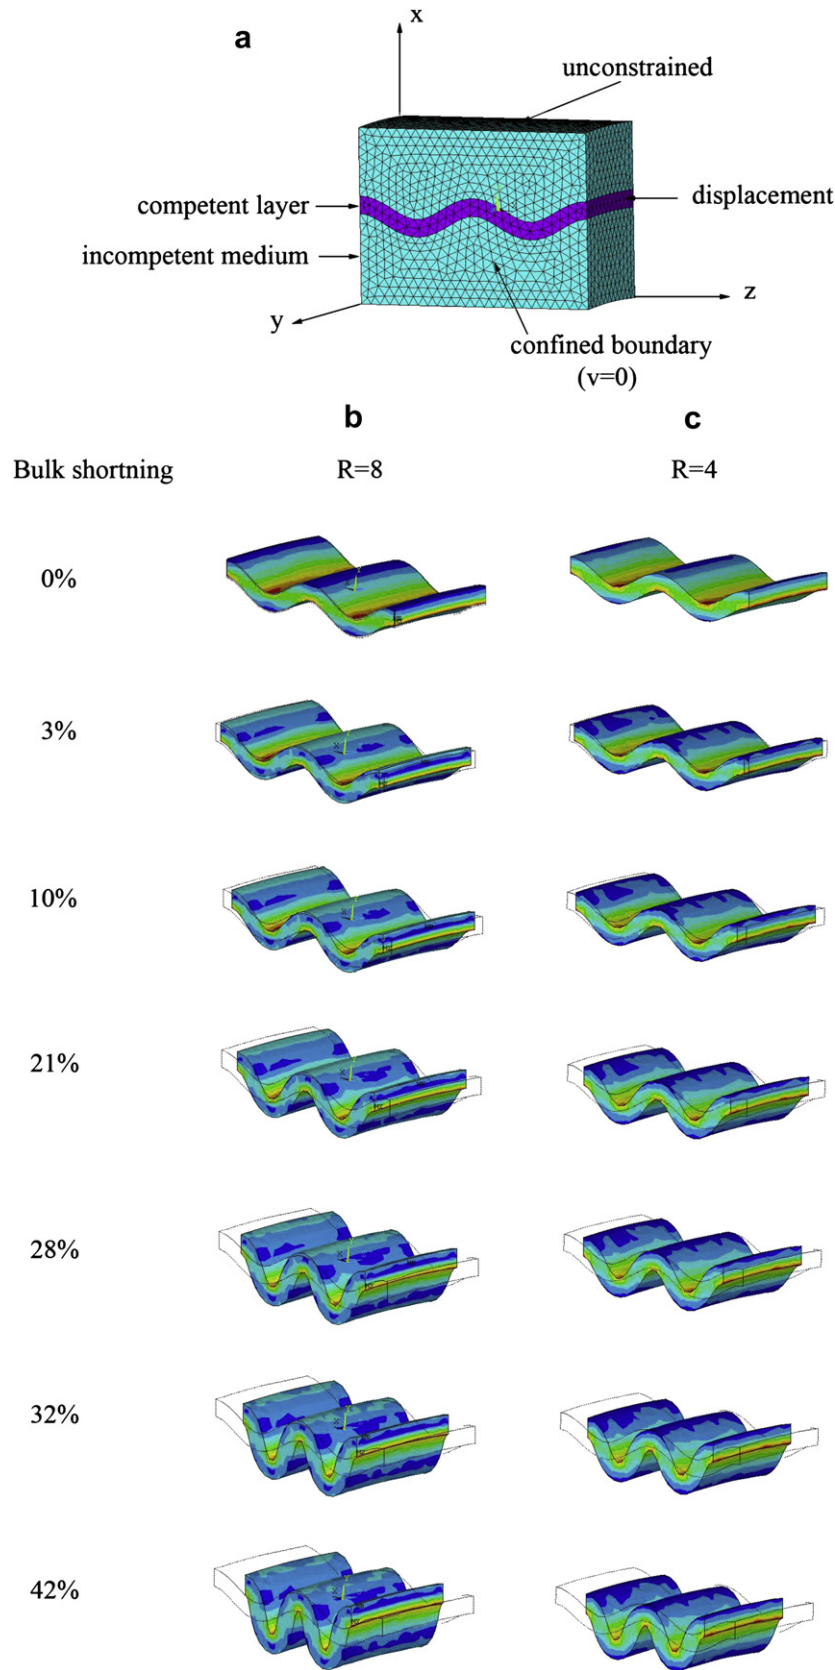 a
x
unconstrained
competent layer
displacement
incompetent medium
z
y
confined boundary
(v=0)
b
c
Bulk shortning
R=8
R=4
0%
3%
10%
21%
28%
32%
42%